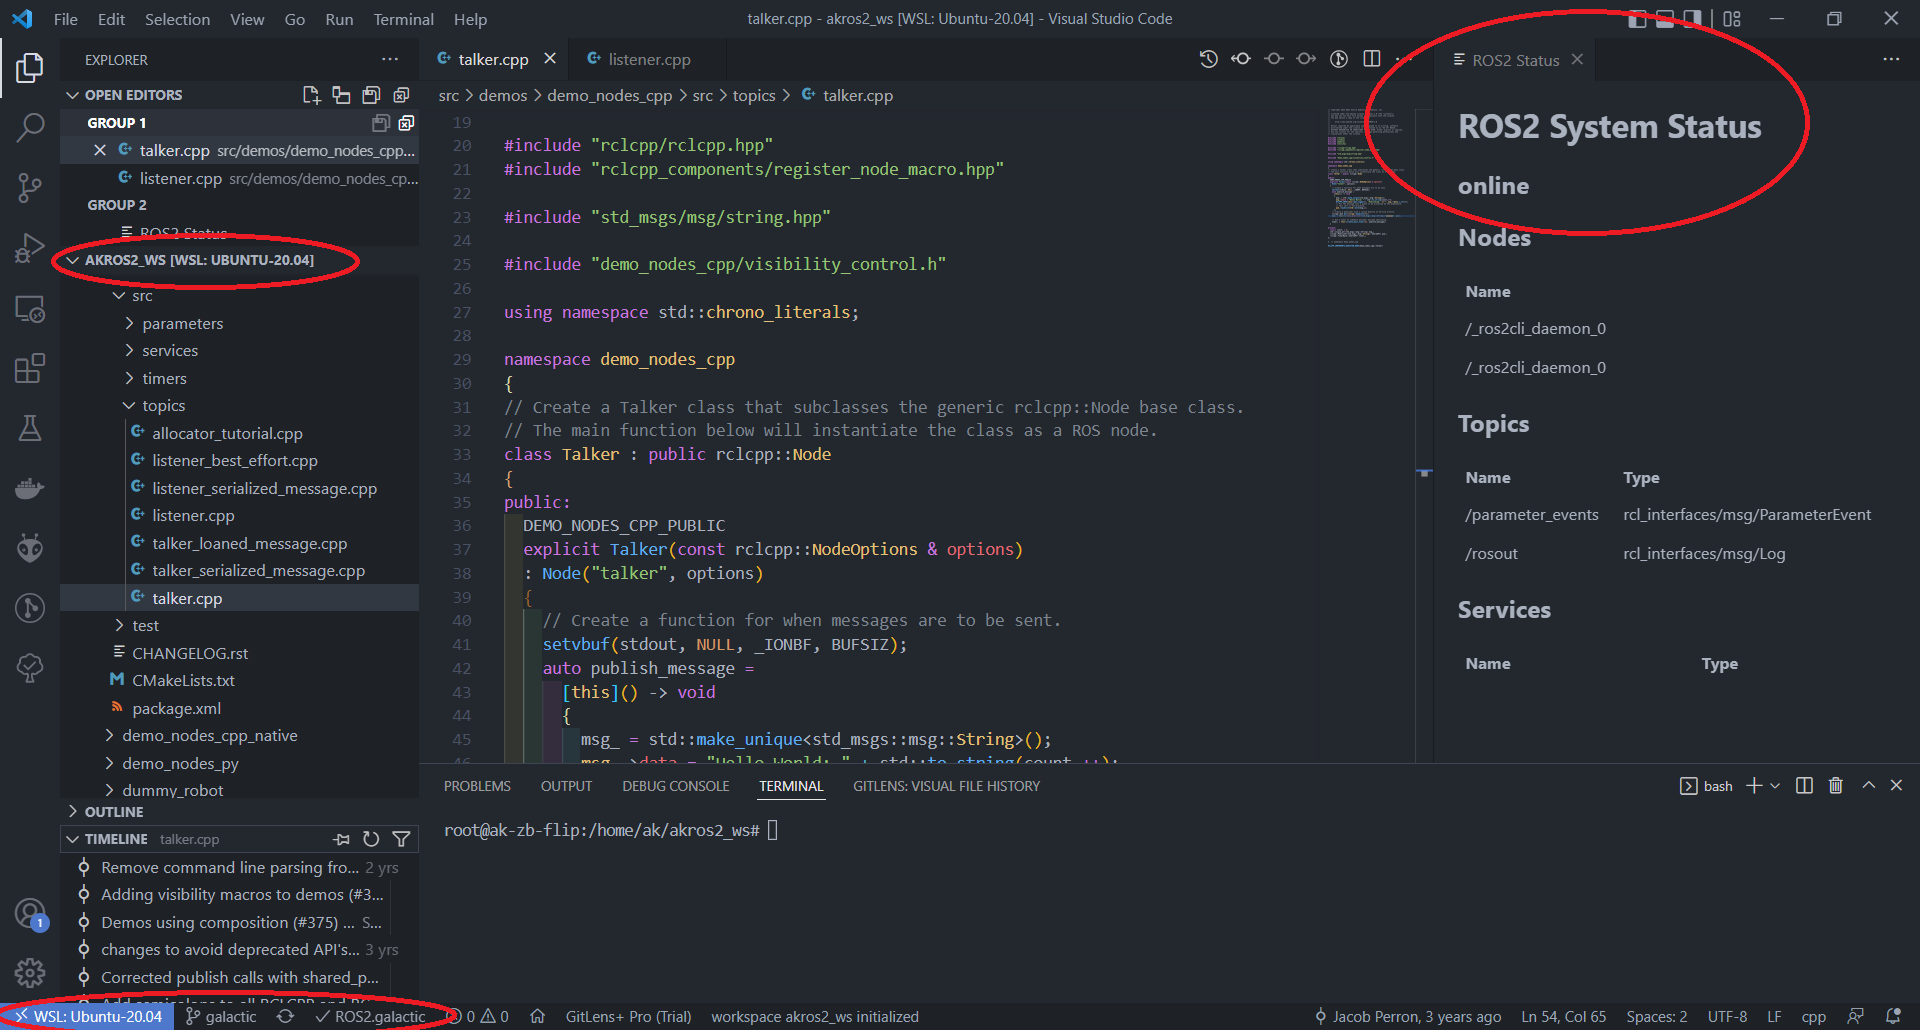 File Edit Selection View Go Run Terminal Help
talker.cpp - akros2_ws [WSL: Ubuntu-20.04] - Visual Studio Code
EXPLORER
OPEN EDITORS
GROUP 1
talker.cpp src/demos/demo_nodes_cpp...
listener.cpp src/demos/demo_nodes_cp...
GROUP 2
ROS2 Status
AKROS2_WS [WSL: UBUNTU-20.04]
src
parameters
services
timers
topics
allocator_tutorial.cpp
listener_best_effort.cpp
listener_serialized_message.cpp
listener.cpp
talker_loaned_message.cpp
talker_serialized_message.cpp
talker.cpp
test
CHANGELOG.rst
CMakeLists.txt
package.xml
demo_nodes_cpp_native
demo_nodes_py
dummy_robot
OUTLINE
TIMELINE talker.cpp
Remove command line parsing fro... 2 yrs
Adding visibility macros to demos (#3...
Demos using composition (#375) ... S...
changes to avoid deprecated API's... 3 yrs
Corrected publish calls with shared_p...
1
talker.cpp
listener.cpp
src > demos > demo_nodes_cpp > src > topics > talker.cpp
19
20 #include "rclcpp/rclcpp.hpp"
21 #include "rclcpp_components/register_node_macro.hpp"
22
23 #include "std_msgs/msg/string.hpp"
24
25 #include "demo_nodes_cpp/visibility_control.h"
26
27 using namespace std::chrono_literals;
28
29 namespace demo_nodes_cpp
30 {
31 // Create a Talker class that subclasses the generic rclcpp::Node base class.
32 // The main function below will instantiate the class as a ROS node.
33 class Talker : public rclcpp::Node
34 {
35 public:
36 DEMO_NODES_CPP_PUBLIC
37 explicit Talker(const rclcpp::NodeOptions & options)
38 : Node("talker", options)
39 {
40 // Create a function for when messages are to be sent.
41 setvbuf(stdout, NULL, _IONBF, BUFSIZ);
42 auto publish_message =
43 [this]() -> void
44 {
45 msg_ = std::make_unique<std_msgs::msg::String>();
46 msg_->data = "Hello World: " + std::to_string(count_++);
ROS2 Status
ROS2 System Status
online
Nodes
Name
/_ros2cli_daemon_0
/_ros2cli_daemon_0
Topics
Name Type
/parameter_events rcl_interfaces/msg/ParameterEvent
/rosout rcl_interfaces/msg/Log
Services
Name Type
PROBLEMS OUTPUT DEBUG CONSOLE TERMINAL GITLENS: VISUAL FILE HISTORY
bash
root@ak-zb-flip:/home/ak/akros2_ws#
WSL: Ubuntu-20.04 galactic ROS2.galactic 0 0 GitLens+ Pro (Trial) workspace akros2_ws initialized
Jacob Perron, 3 years ago Ln 54, Col 65 Spaces: 2 UTF-8 LF cpp